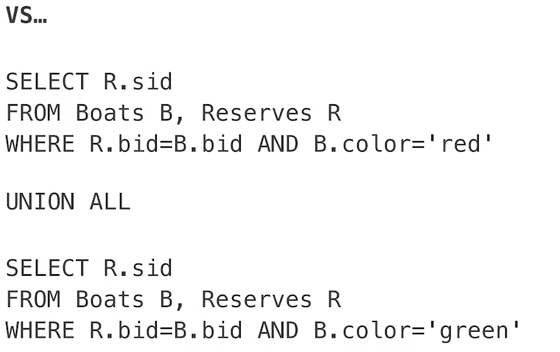 VS…
SELECT R.sid
FROM Boats B, Reserves R
WHERE R.bid=B.bid AND B.color='red'
UNION ALL
SELECT R.sid
FROM Boats B, Reserves R
WHERE R.bid=B.bid AND B.color='green'